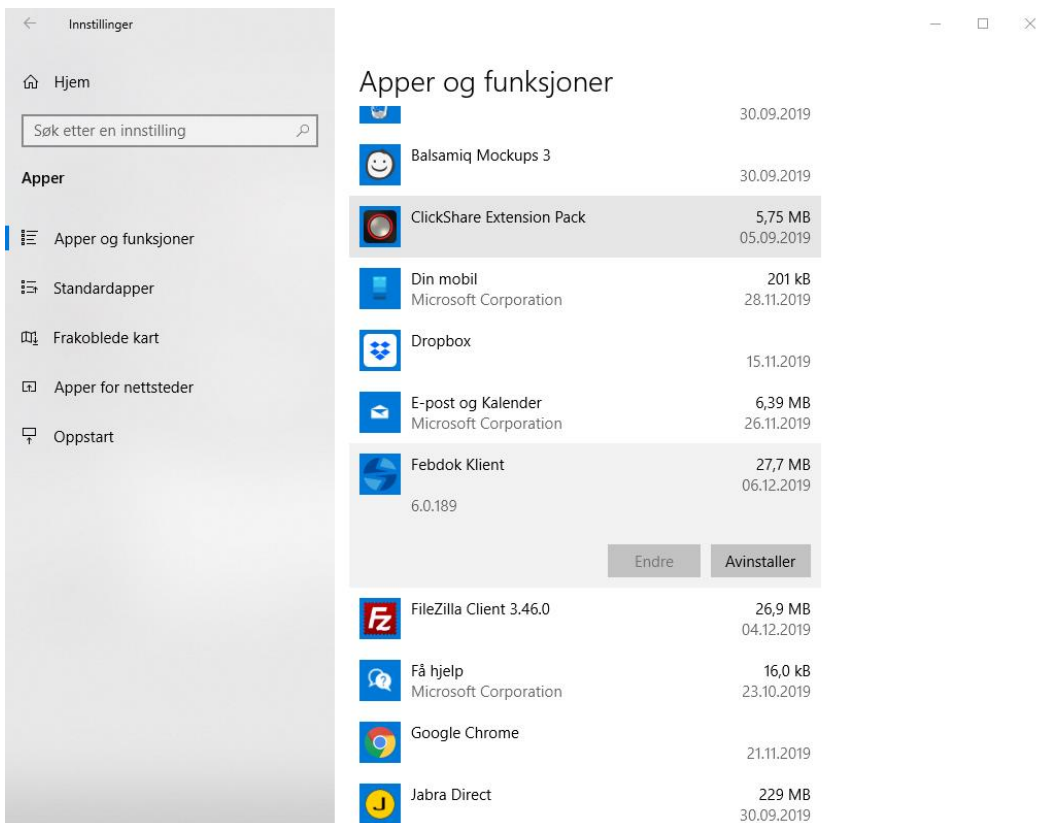 Innstillinger
Hjem
Søk etter en innstilling
Apper
Apper og funksjoner
Standardapper
Frakoblede kart
Apper for nettsteder
Oppstart
Apper og funksjoner
30.09.2019
Balsamiq Mockups 3
30.09.2019
ClickShare Extension Pack 5,75 MB
05.09.2019
Din mobil 201 kB
Microsoft Corporation 28.11.2019
Dropbox
15.11.2019
E-post og Kalender 6,39 MB
Microsoft Corporation 26.11.2019
Febdok Klient 27,7 MB
06.12.2019
6.0.189
Endre Avinstaller
FileZilla Client 3.46.0 26,9 MB
04.12.2019
Få hjelp 16,0 kB
Microsoft Corporation 23.10.2019
Google Chrome
21.11.2019
Jabra Direct 229 MB
30.09.2019